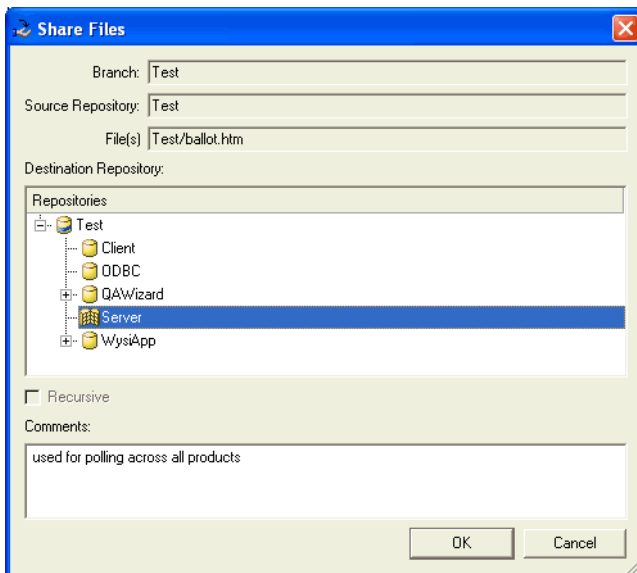 Share Files
Branch: Test
Source Repository: Test
File(s) Test/ballot.htm
Destination Repository:
Repositories
Test
Client
ODBC
QAWizard
Server
WysiApp
Recursive
Comments:
used for polling across all products
OK Cancel